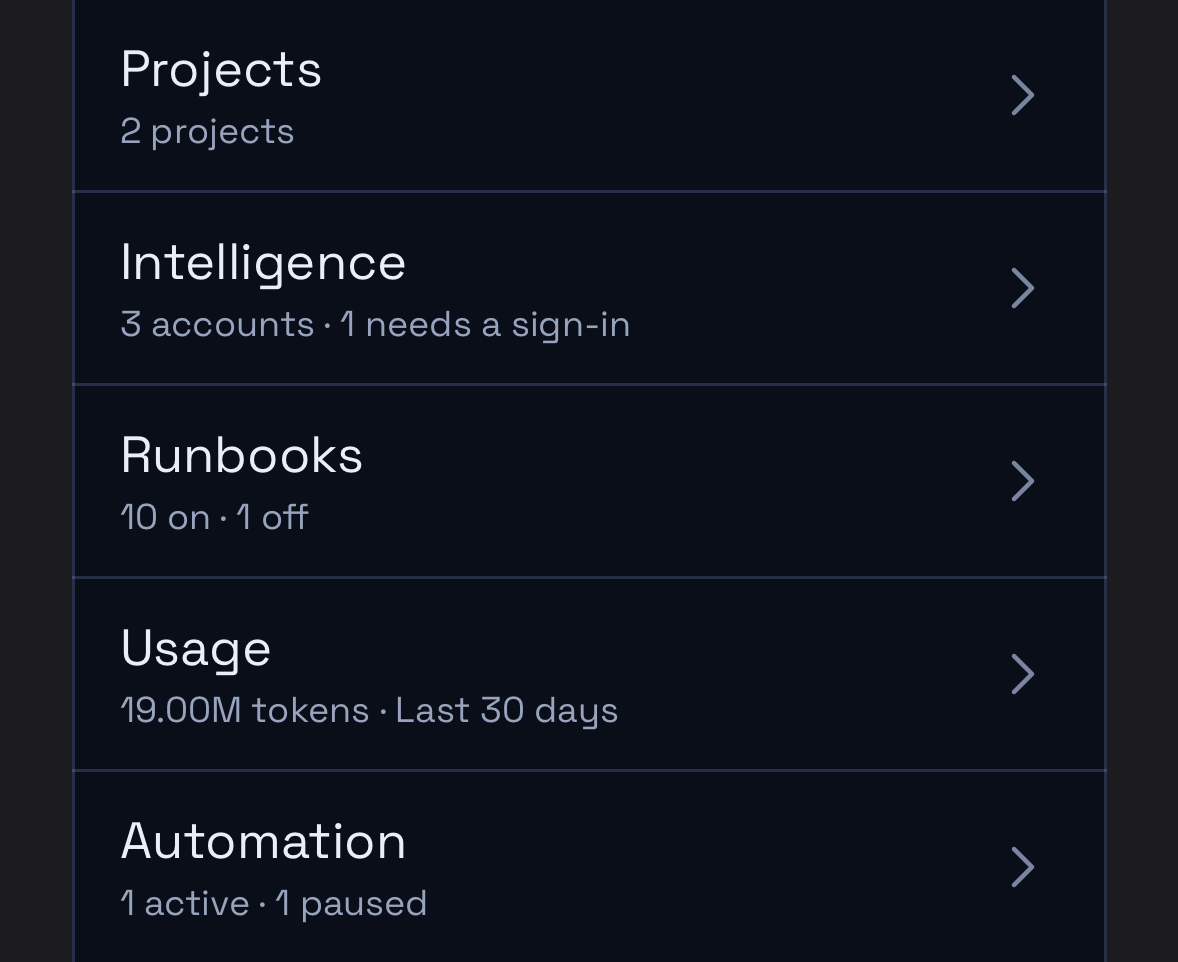 Projects
2 projects
Intelligence
3 accounts · 1 needs a sign-in
Runbooks
10 on · 1 off
Usage
19.00M tokens · Last 30 days
Automation
1 active · 1 paused